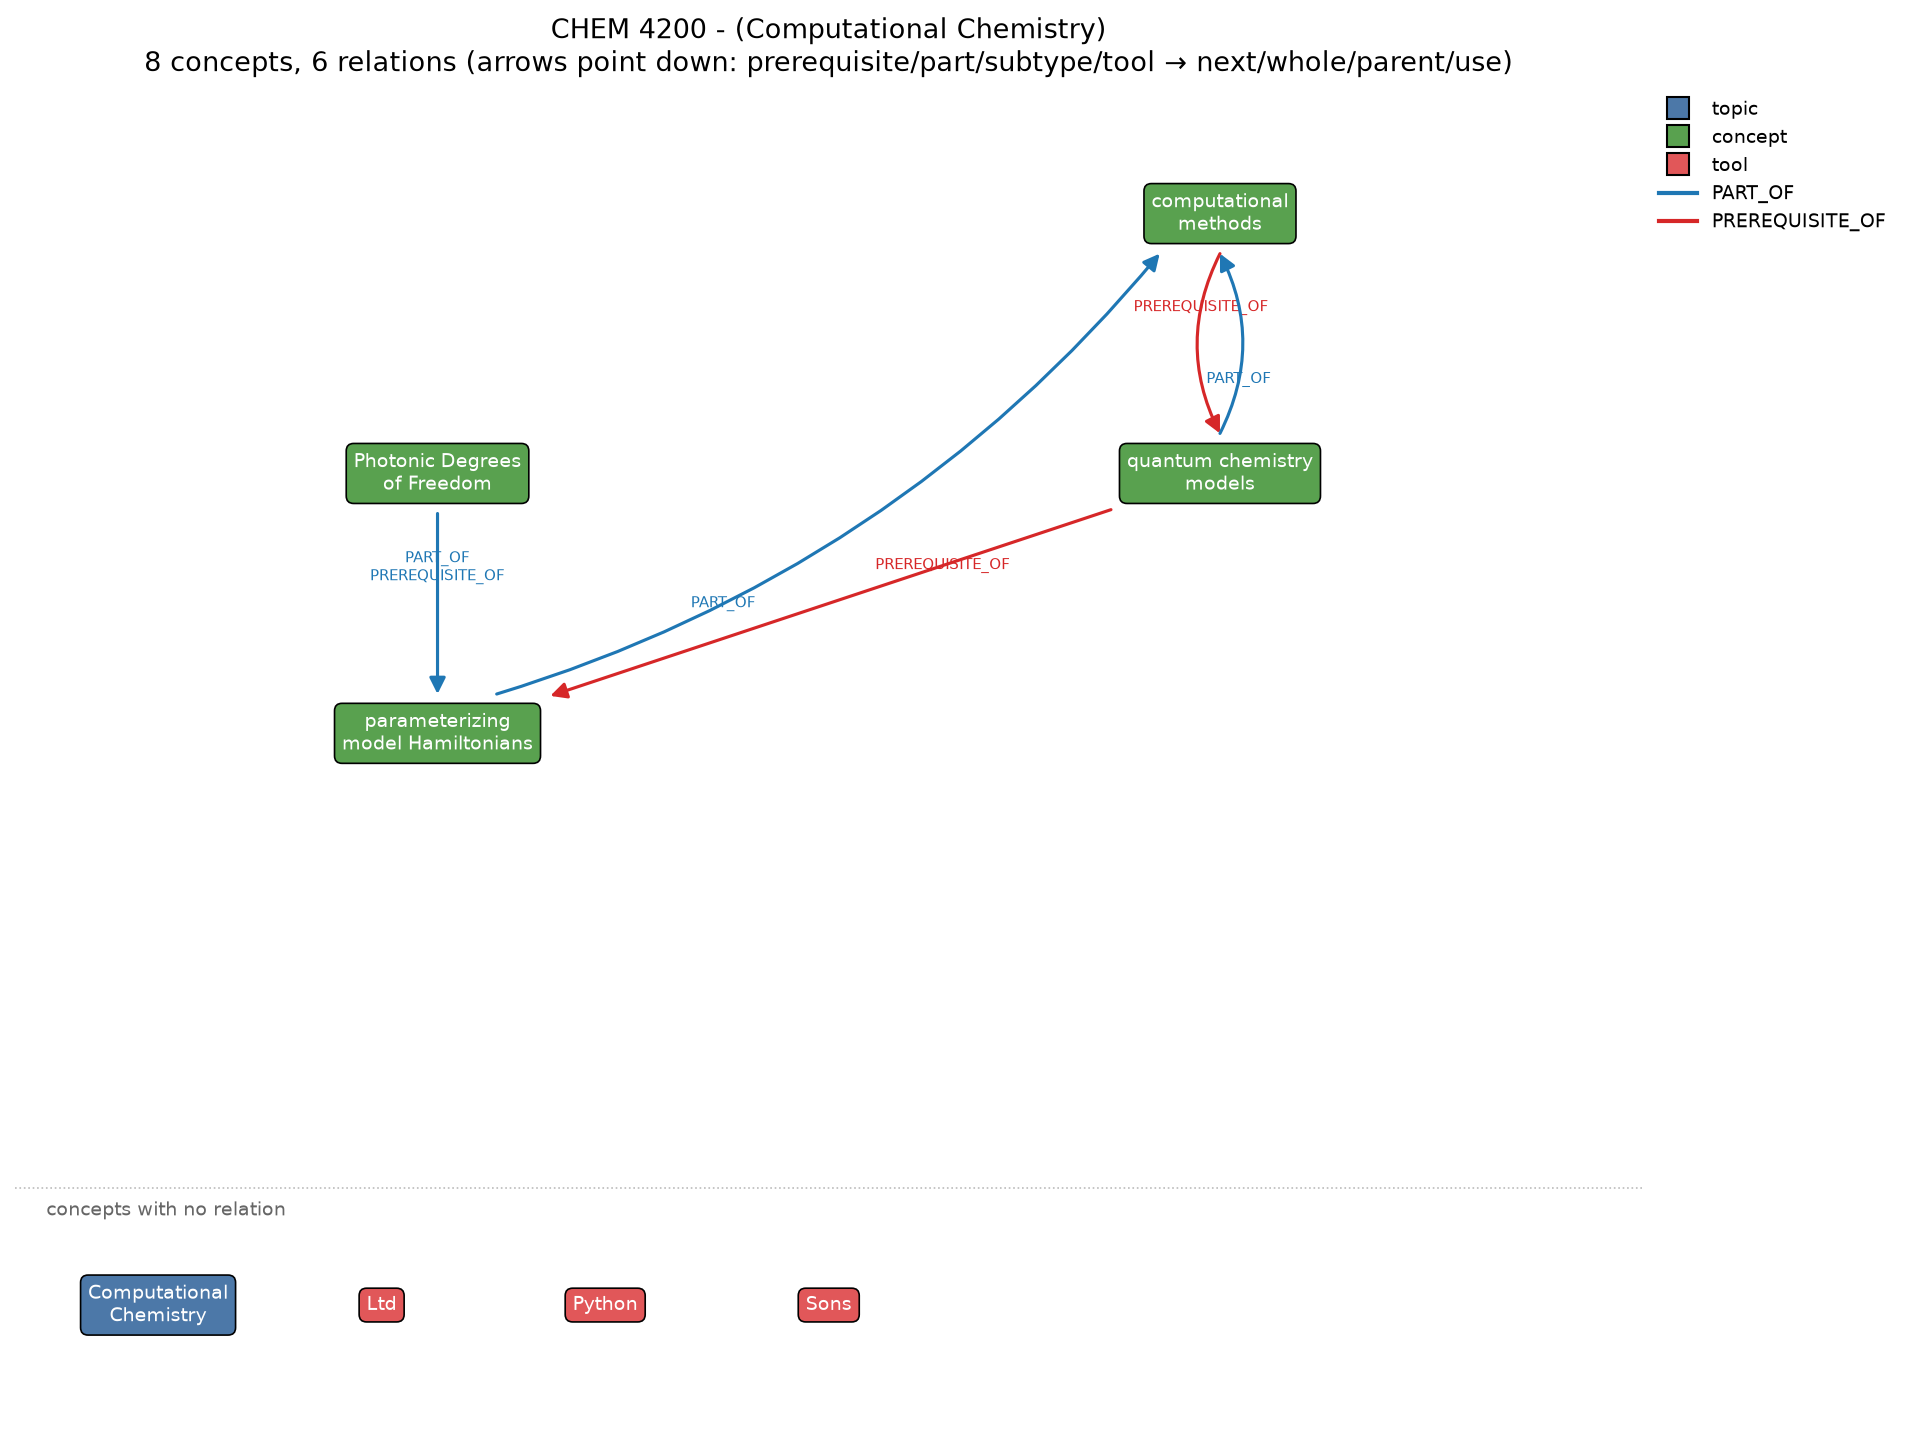 CHEM 4200 - (Computational Chemistry)
8 concepts, 6 relations (arrows point down: prerequisite/part/subtype/tool → next/whole/parent/use)
topic
concept
tool
PART_OF
PREREQUISITE_OF
computational
methods
PREREQUISITE_OF
PART_OF
Photonic Degrees
of Freedom
quantum chemistry
models
PART_OF
PREREQUISITE_OF
PREREQUISITE_OF
PART_OF
parameterizing
model Hamiltonians
concepts with no relation
Computational
Chemistry
Ltd
Python
Sons